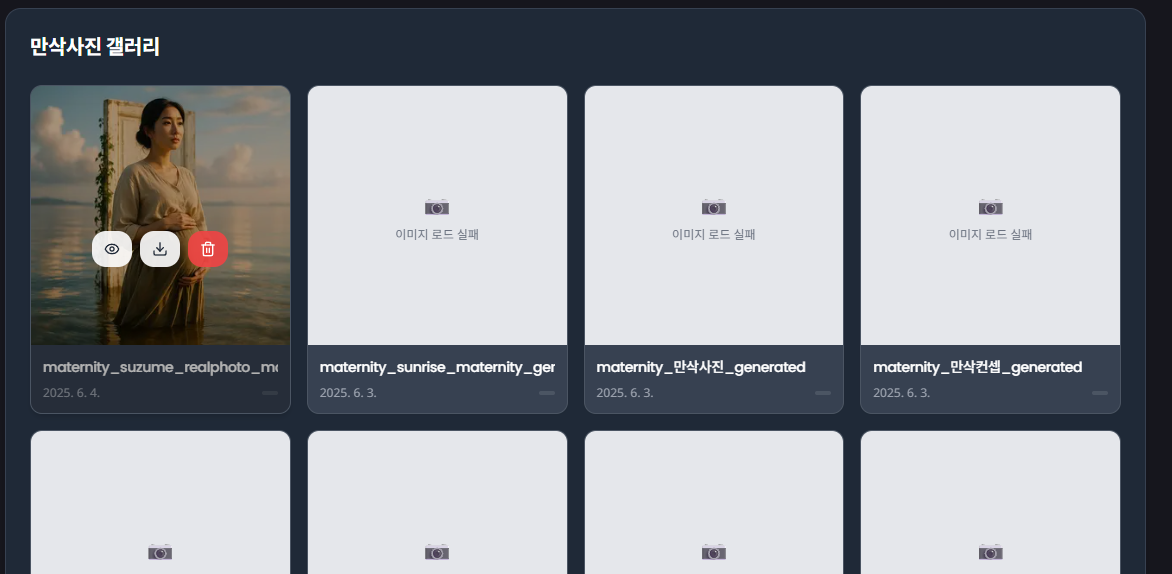 만삭사진 갤러리
이미지 로드 실패
이미지 로드 실패
이미지 로드 실패
maternity_suzume_realphoto_m
2025. 6. 4.
maternity_sunrise_maternity_ger
2025. 6. 3.
maternity_만삭사진_generated
2025. 6. 3.
maternity_만삭컨셉_generated
2025. 6. 3.